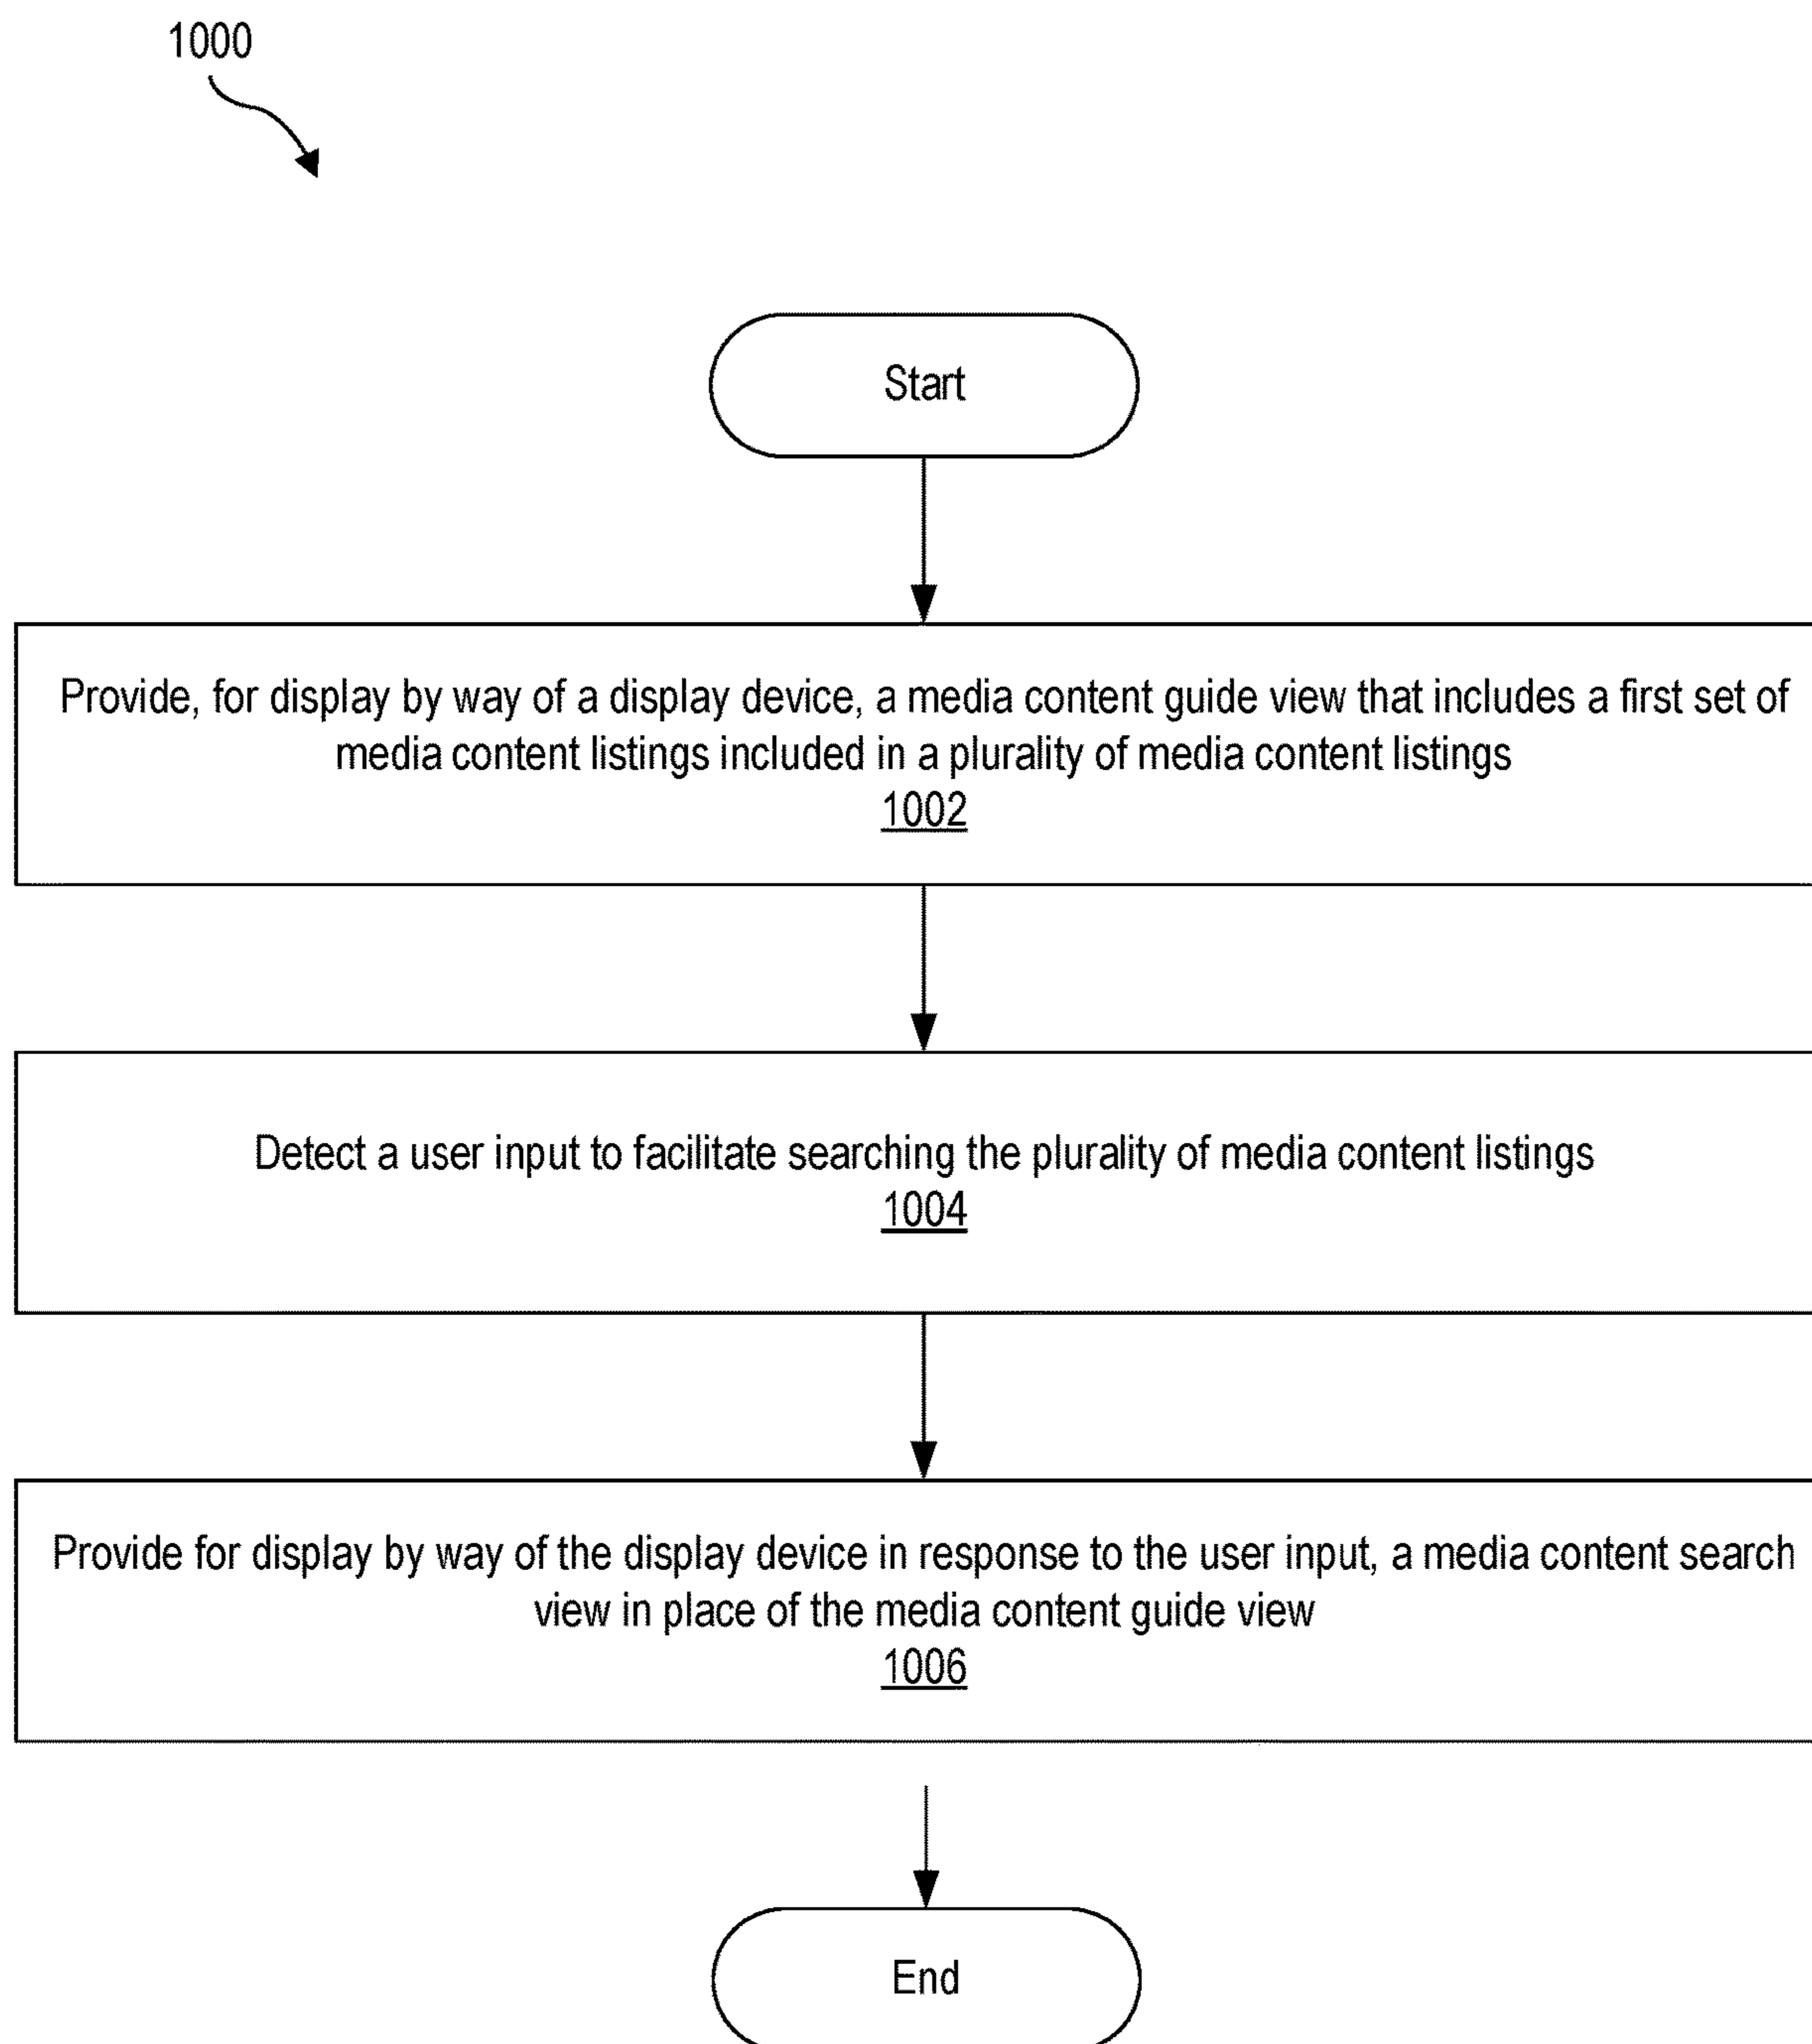 1000
Start
Provide, for display by way of a display device, a media content guide view that includes a first set of
media content listings included in a plurality of media content listings
1002
Detect a user input to facilitate searching the plurality of media content listings
1004
Provide for display by way of the display device in response to the user input, a media content search
view in place of the media content guide view
1006
End